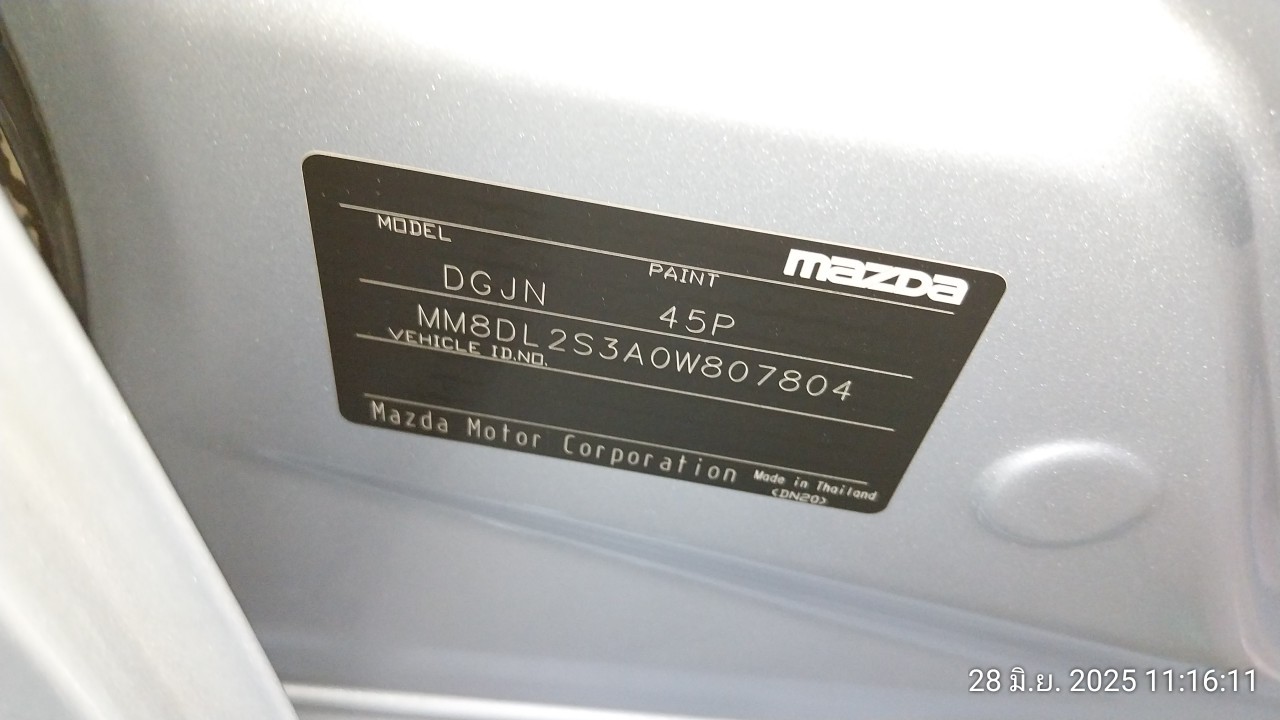 MODEL
PAINT
mazda
DGJN
45P
MM8DL2S3A0W807804
VEHICLE ID.NO.
Mazda Motor Corporation
Made in Thailand
<DN20>
28 มิ.ย. 2025 11:16:11